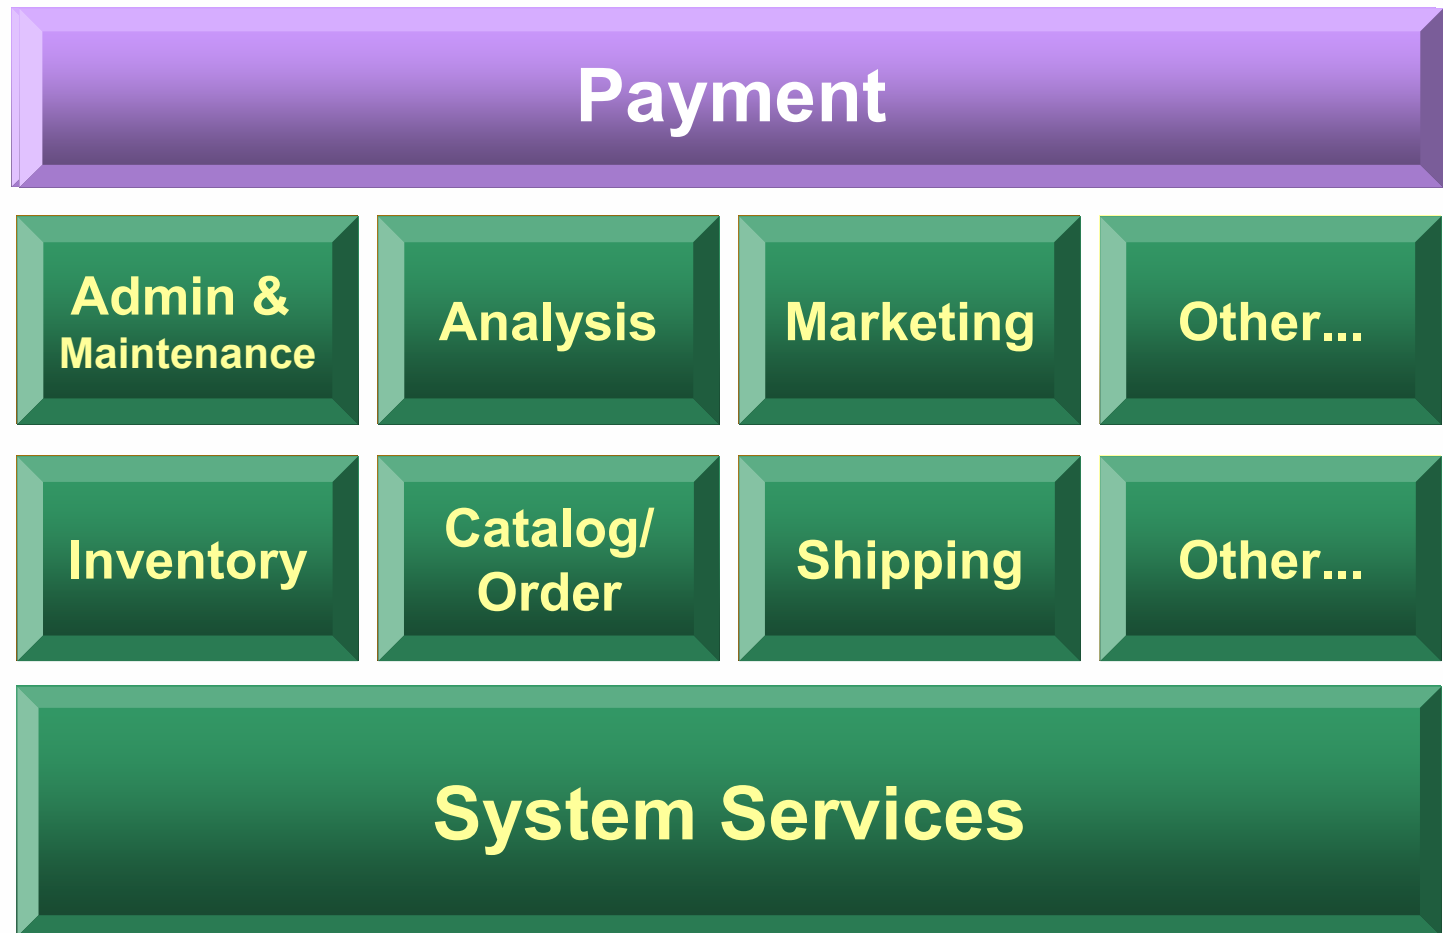 Payment
Admin &
Maintenance
Analysis
Marketing
Other...
Inventory
Catalog/
Order
Shipping
Other...
System Services